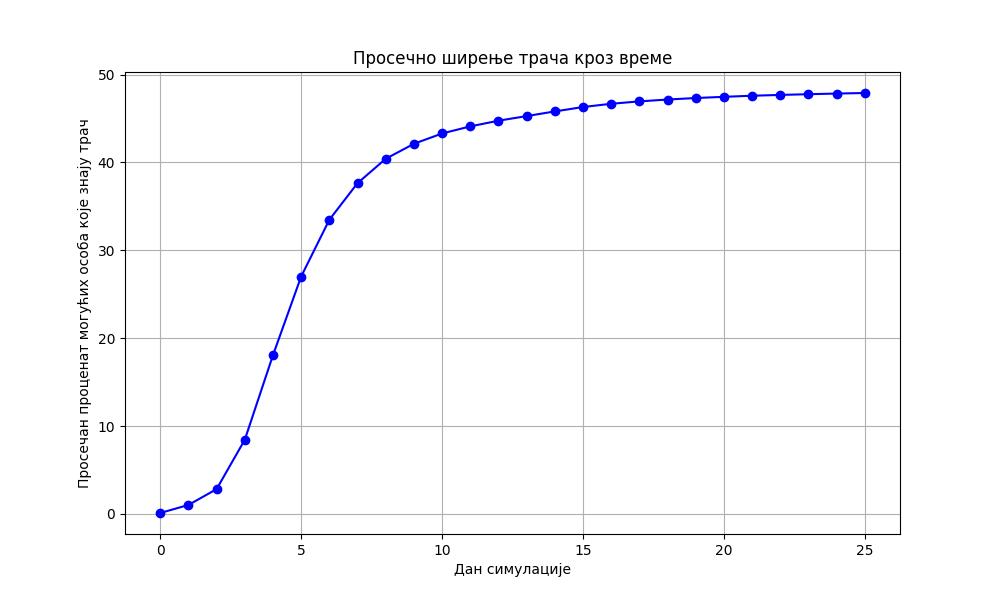 Просечно ширење трача кроз време
Просечан проценат могућих особа које знају трач
50
40
30
20
10
0
0 5 10 15 20 25
Дан симулације